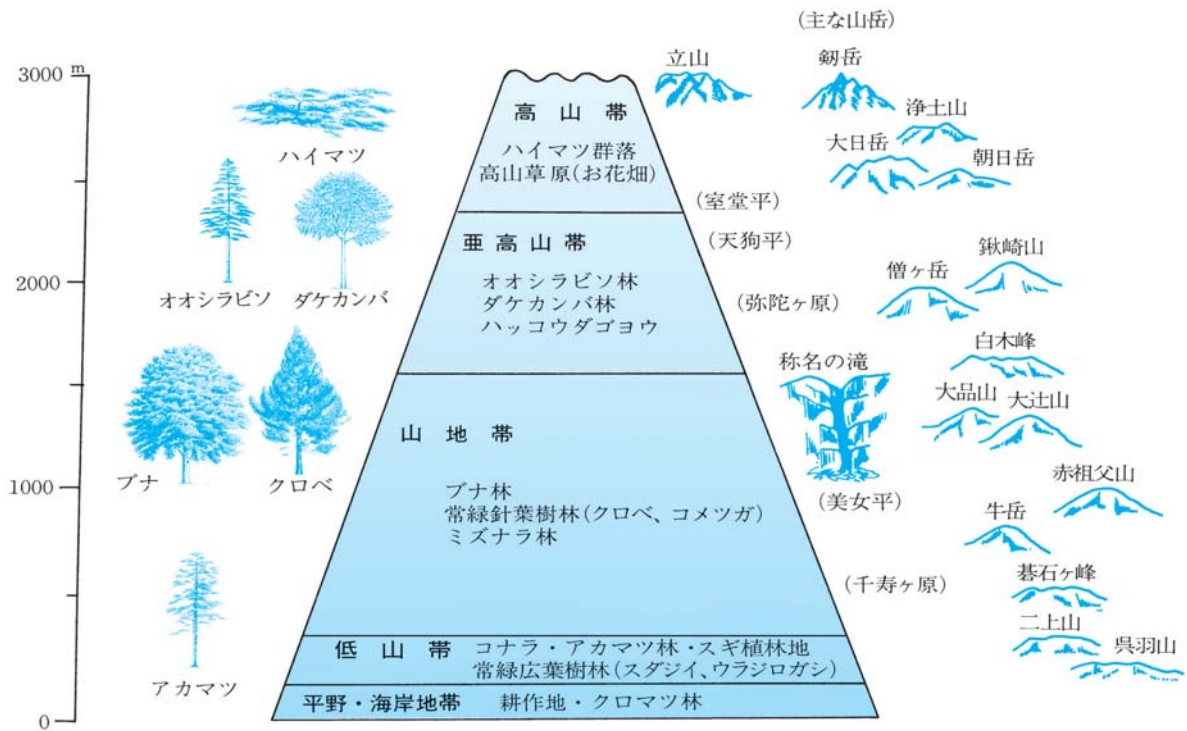 (主な山岳)
3000 m
立山
剱岳
浄土山
大日岳
朝日岳
高山帯
ハイマツ群落
高山草原(お花畑)
ハイマツ
(室堂平)
亜高山帯
(天狗平)
オオシラビソ林
ダケカンバ林
ハッコウダゴヨウ
2000
オオシラビソ
ダケカンバ
(弥陀ヶ原)
鍬崎山
僧ヶ岳
白木峰
称名の滝
大品山
大辻山
山地帯
ブナ林
常緑針葉樹林(クロベ、コメツガ)
ミズナラ林
ブナ
クロベ
1000
(美女平)
赤祖父山
牛岳
(千寿ヶ原)
碁石ヶ峰
二上山
呉羽山
アカマツ
低山帯 コナラ・アカマツ林・スギ植林地
常緑広葉樹林(スダジイ、ウラジロガシ)
平野・海岸地帯 耕作地・クロマツ林
0